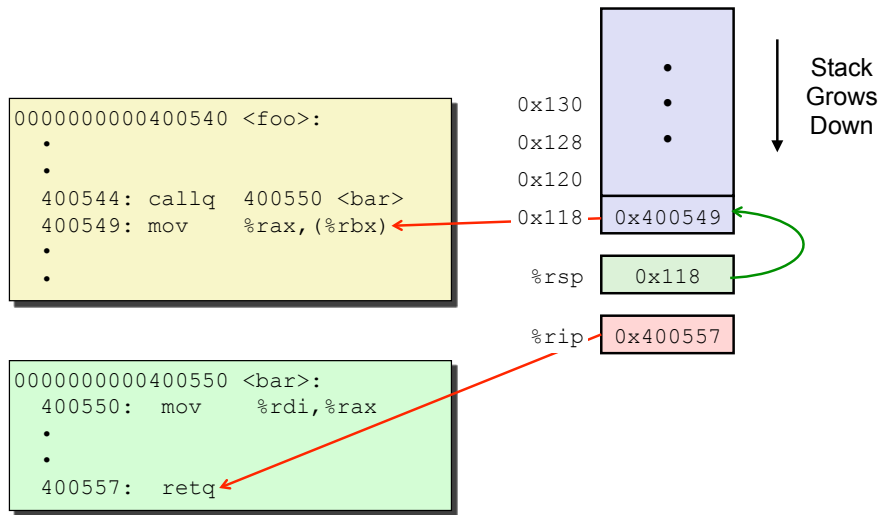 0000000000400540 <foo>:
•
•
400544: callq 400550 <bar>
400549: mov %rax,(%rbx)
•
•
0000000000400550 <bar>:
400550: mov %rdi,%rax
•
•
400557: retq
•
•
•
0x130
0x128
0x120
0x118 0x400549
%rsp 0x118
%rip 0x400557
Stack
Grows
Down